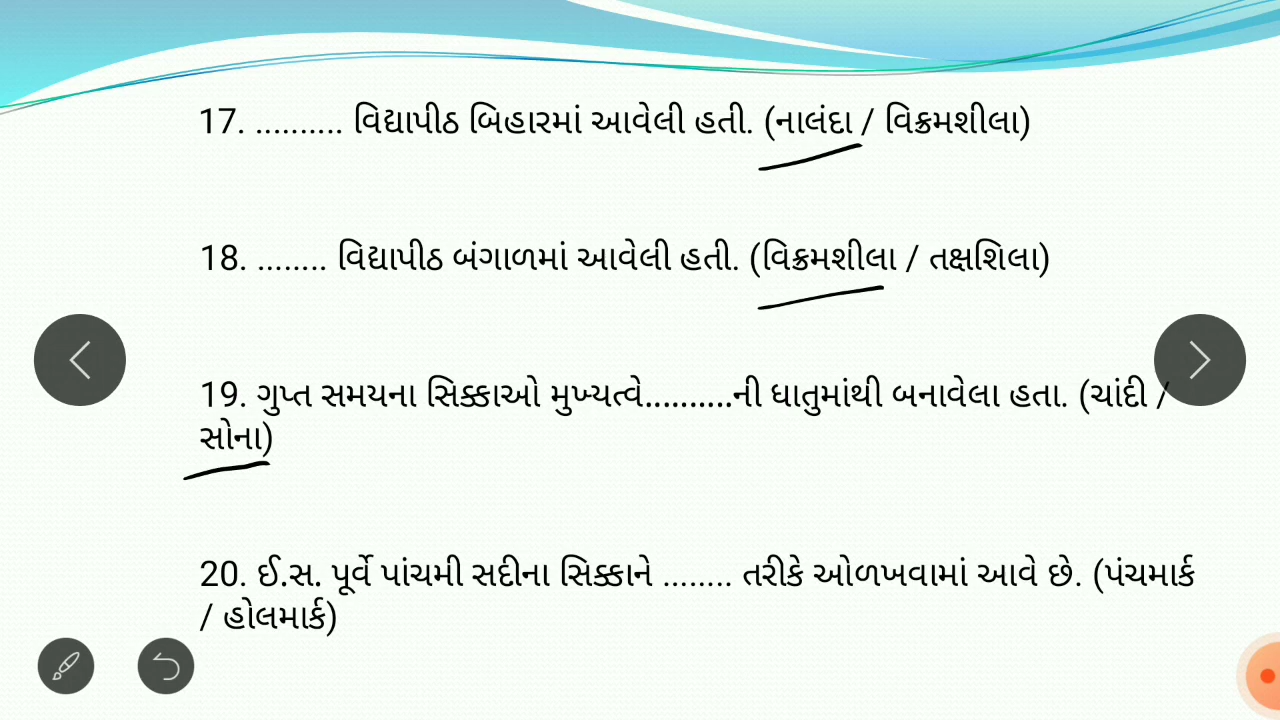 17. .......... વિદ્યાપીઠ બિહારમાં આવેલી હતી. (નાલંદા / વિક્રમશીલા)
18. ........ વિદ્યાપીઠ બંગાળમાં આવેલી હતી. (વિક્રમશીલા / તક્ષશિલા)
19. ગુપ્ત સમયના સિક્કાઓ મુખ્યત્વે..........ની ધાતુમાંથી બનાવેલા હતા. (ચાંદી /
સોના)
20. ઈ.સ. પૂર્વે પાંચમી સદીના સિક્કાને ........ તરીકે ઓળખવામાં આવે છે. (પંચમાર્ક
/ હોલમાર્ક)